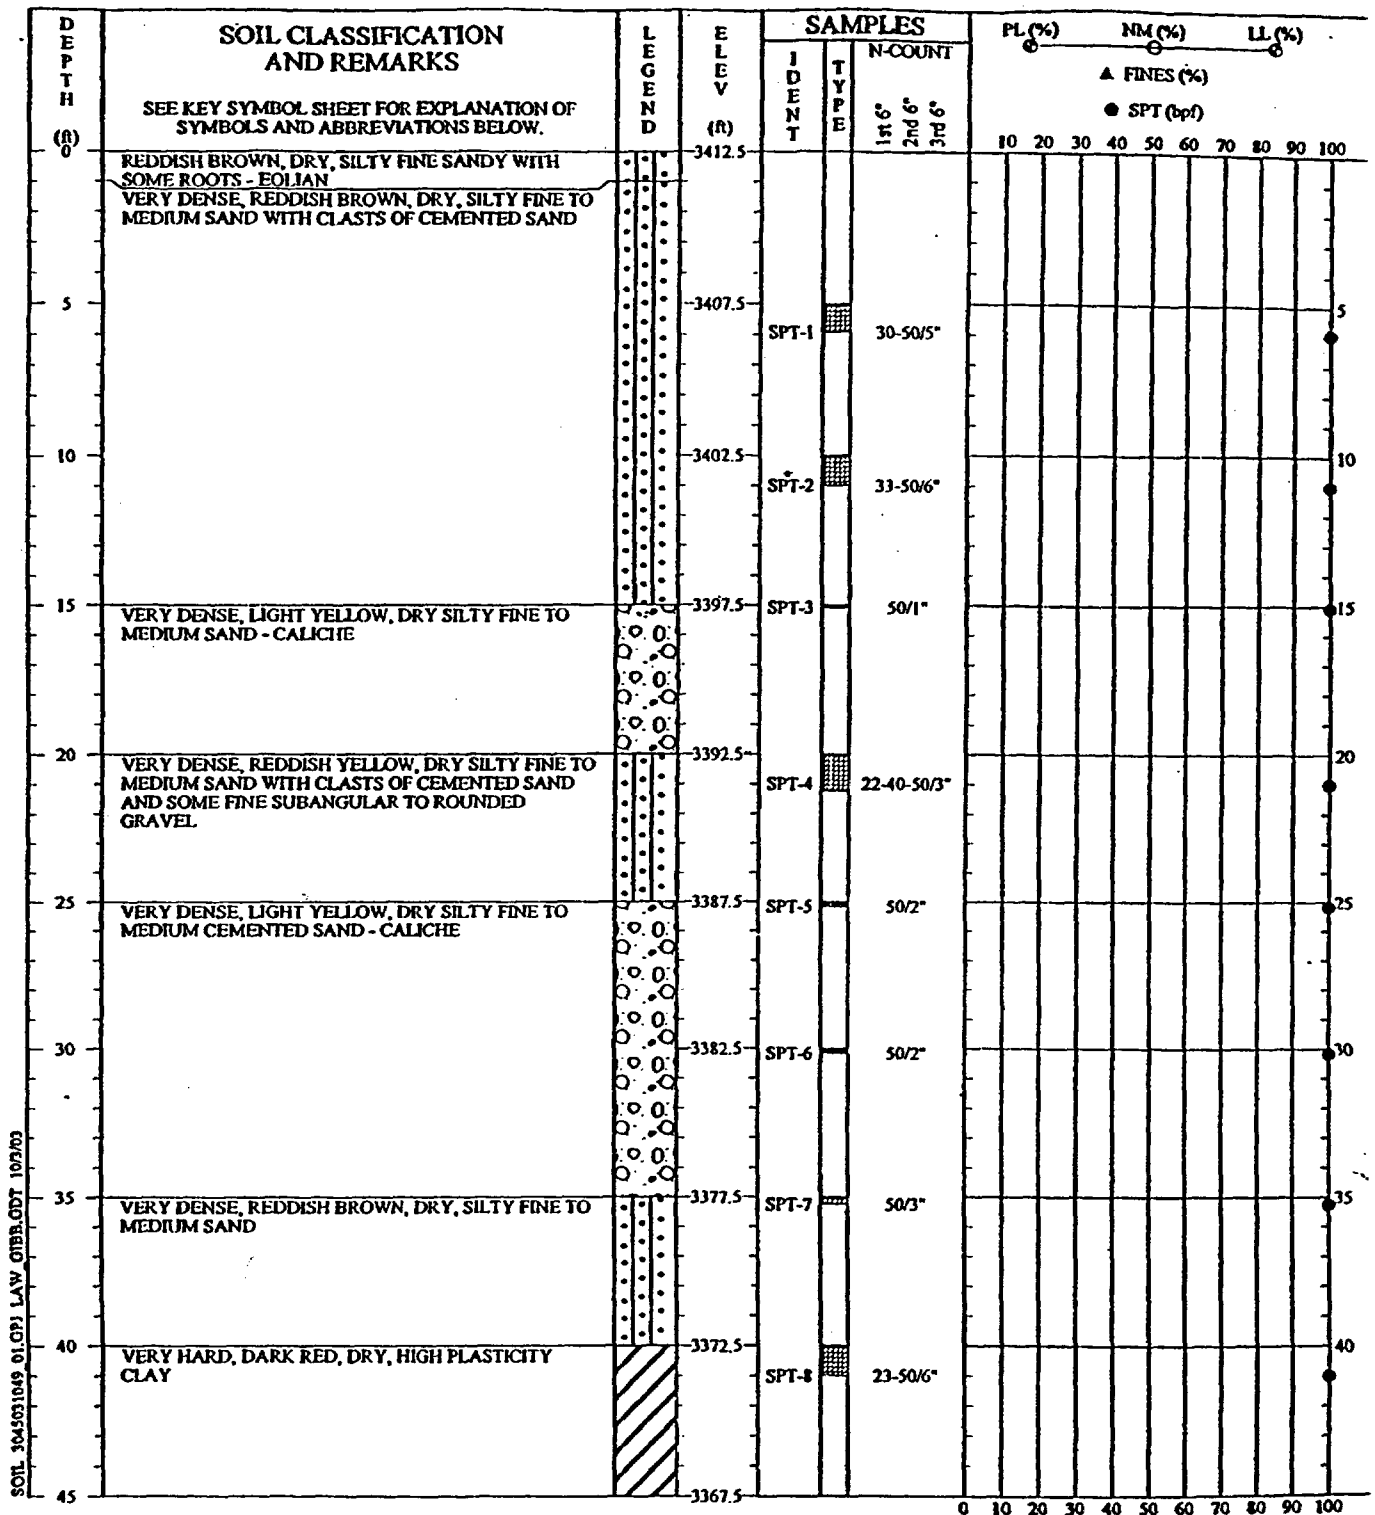 DEPTH (ft)
SOIL CLASSIFICATION
AND REMARKS
SEE KEY SYMBOL SHEET FOR EXPLANATION OF
SYMBOLS AND ABBREVIATIONS BELOW.
LEGEND
ELEV (ft)
SAMPLES
IDENT
TYPE
N-COUNT
1st 6"
2nd 6"
3rd 6"
PL (%) NM (%) LL (%)
▲ FINES (%)
● SPT (bpf)
10 20 30 40 50 60 70 80 90 100
0 3412.5
REDDISH BROWN, DRY, SILTY FINE SANDY WITH
SOME ROOTS - EOLIAN
VERY DENSE, REDDISH BROWN, DRY, SILTY FINE TO
MEDIUM SAND WITH CLASTS OF CEMENTED SAND
5 3407.5 5
SPT-1 30-50/5"
10 3402.5 10
SPT-2 33-50/6"
15 3397.5 SPT-3 50/1" 15
VERY DENSE, LIGHT YELLOW, DRY SILTY FINE TO
MEDIUM SAND - CALICHE
20 3392.5 20
VERY DENSE, REDDISH YELLOW, DRY SILTY FINE TO
MEDIUM SAND WITH CLASTS OF CEMENTED SAND
AND SOME FINE SUBANGULAR TO ROUNDED
GRAVEL
SPT-4 22-40-50/3"
25 3387.5 SPT-5 50/2" 25
VERY DENSE, LIGHT YELLOW, DRY SILTY FINE TO
MEDIUM CEMENTED SAND - CALICHE
30 3382.5 SPT-6 50/2" 30
35 3377.5 SPT-7 50/3" 35
VERY DENSE, REDDISH BROWN, DRY, SILTY FINE TO
MEDIUM SAND
40 3372.5 40
VERY HARD, DARK RED, DRY, HIGH PLASTICITY
CLAY
SPT-8 23-50/6"
45 3367.5
0 10 20 30 40 50 60 70 80 90 100
SOIL 3045031049_01.GPJ LAW_GIBB.GDT 10/3/03